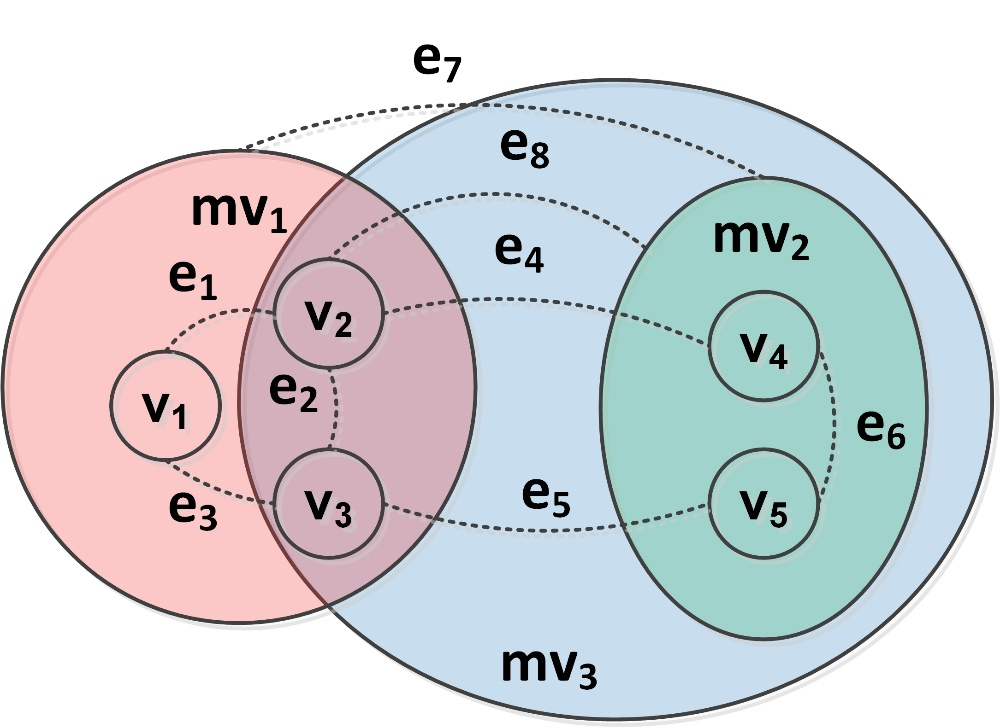 e₇
e₈
mv₁
mv₂
e₄
e₁
v₂
v₄
e₂
v₁
e₆
e₃
v₃
e₅
v₅
mv₃